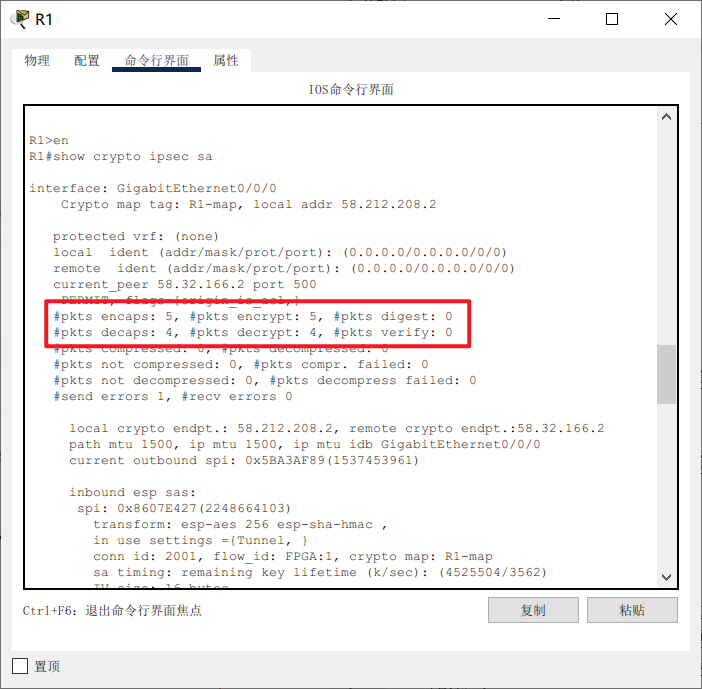 R1
物理 配置 命令行界面 属性
IOS命令行界面
R1>en
R1#show crypto ipsec sa
interface: GigabitEthernet0/0/0
Crypto map tag: R1-map, local addr 58.212.208.2
protected vrf: (none)
local ident (addr/mask/prot/port): (0.0.0.0/0.0.0.0/0/0)
remote ident (addr/mask/prot/port): (0.0.0.0/0.0.0.0/0/0)
current_peer 58.32.166.2 port 500
PERMIT, flags={origin_is_acl,}
#pkts encaps: 5, #pkts encrypt: 5, #pkts digest: 0
#pkts decaps: 4, #pkts decrypt: 4, #pkts verify: 0
#pkts compressed: 0, #pkts decompressed: 0
#pkts not compressed: 0, #pkts compr. failed: 0
#pkts not decompressed: 0, #pkts decompress failed: 0
#send errors 1, #recv errors 0
local crypto endpt.: 58.212.208.2, remote crypto endpt.:58.32.166.2
path mtu 1500, ip mtu 1500, ip mtu idb GigabitEthernet0/0/0
current outbound spi: 0x5BA3AF89(1537453961)
inbound esp sas:
spi: 0x8607E427(2248664103)
transform: esp-aes 256 esp-sha-hmac ,
in use settings ={Tunnel, }
conn id: 2001, flow_id: FPGA:1, crypto map: R1-map
sa timing: remaining key lifetime (k/sec): (4525504/3562)
IV size: 16 bytes
Ctrl+F6: 退出命令行界面焦点 复制 粘贴
置顶